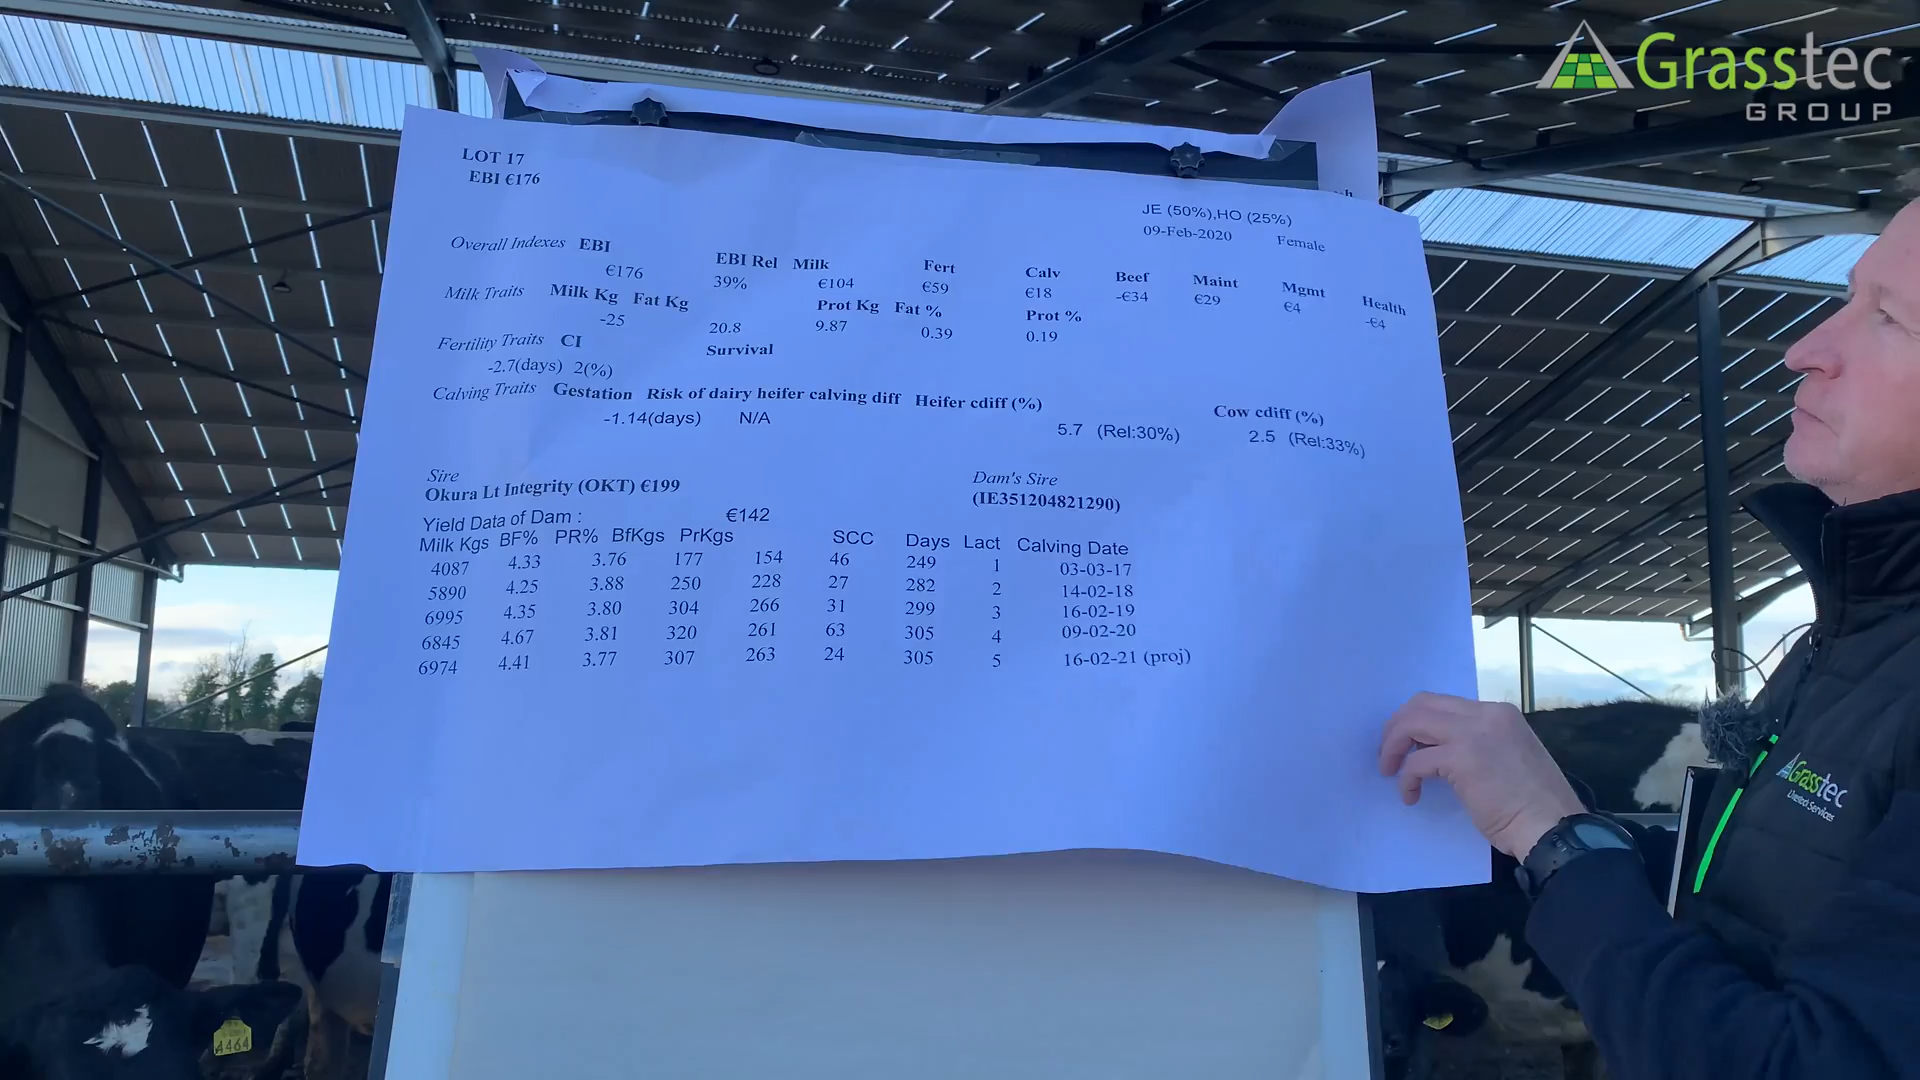 Grasstec
GROUP
LOT 17
EBI €176
JE (50%),HO (25%)
09-Feb-2020 Female
Overall Indexes EBI EBI Rel Milk Fert Calv Beef Maint Mgmt Health
€176 39% €104 €59 €18 -€34 €29 €4 -€4
Milk Traits Milk Kg Fat Kg Prot Kg Fat % Prot %
-25 20.8 9.87 0.39 0.19
Fertility Traits CI Survival
-2.7(days) 2(%)
Calving Traits Gestation Risk of dairy heifer calving diff Heifer cdiff (%) Cow cdiff (%)
-1.14(days) N/A 5.7 (Rel:30%) 2.5 (Rel:33%)
Sire Dam's Sire
Okura Lt Integrity (OKT) €199 (IE351204821290)
Yield Data of Dam : €142
Milk Kgs BF% PR% BfKgs PrKgs SCC Days Lact Calving Date
4087 4.33 3.76 177 154 46 249 1 03-03-17
5890 4.25 3.88 250 228 27 282 2 14-02-18
6995 4.35 3.80 304 266 31 299 3 16-02-19
6845 4.67 3.81 320 261 63 305 4 09-02-20
6974 4.41 3.77 307 263 24 305 5 16-02-21 (proj)
Grasstec
Livestock Services
4464